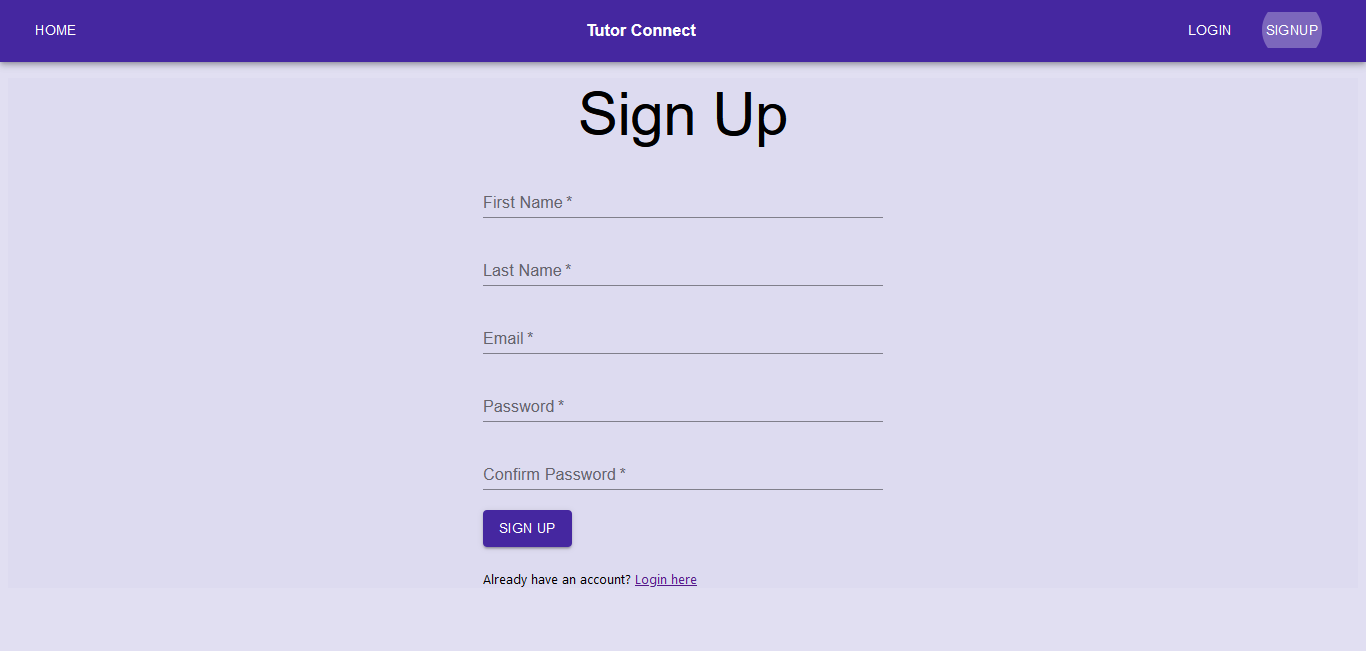 HOME
Tutor Connect
LOGIN
SIGNUP
Sign Up
First Name *
Last Name *
Email *
Password *
Confirm Password *
SIGN UP
Already have an account? Login here